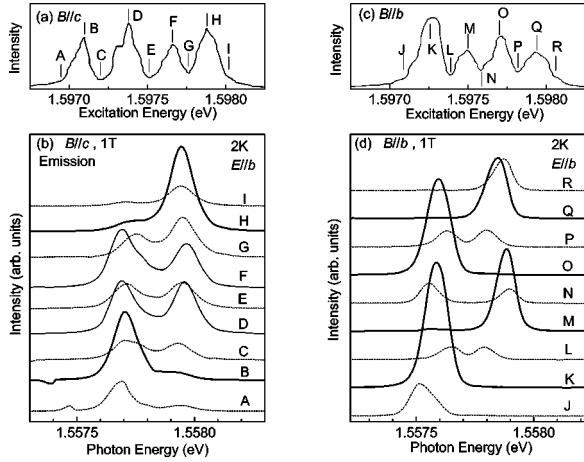 (a) B//c
A B C D E F G H I
Intensity
1.5970 1.5975 1.5980
Excitation Energy (eV)
(c) B//b
J K L M N O P Q R
Intensity
1.5970 1.5975 1.5980
Excitation Energy (eV)
(b) B//c , 1T 2K
Emission E//b
I
H
G
F
E
D
C
B
A
Intensity (arb. units)
1.5575 1.5580
Photon Energy (eV)
(d) B//b, 1T 2K
E//b
R
Q
P
O
N
M
L
K
J
Intensity (arb. units)
1.5575 1.5580
Photon Energy (eV)